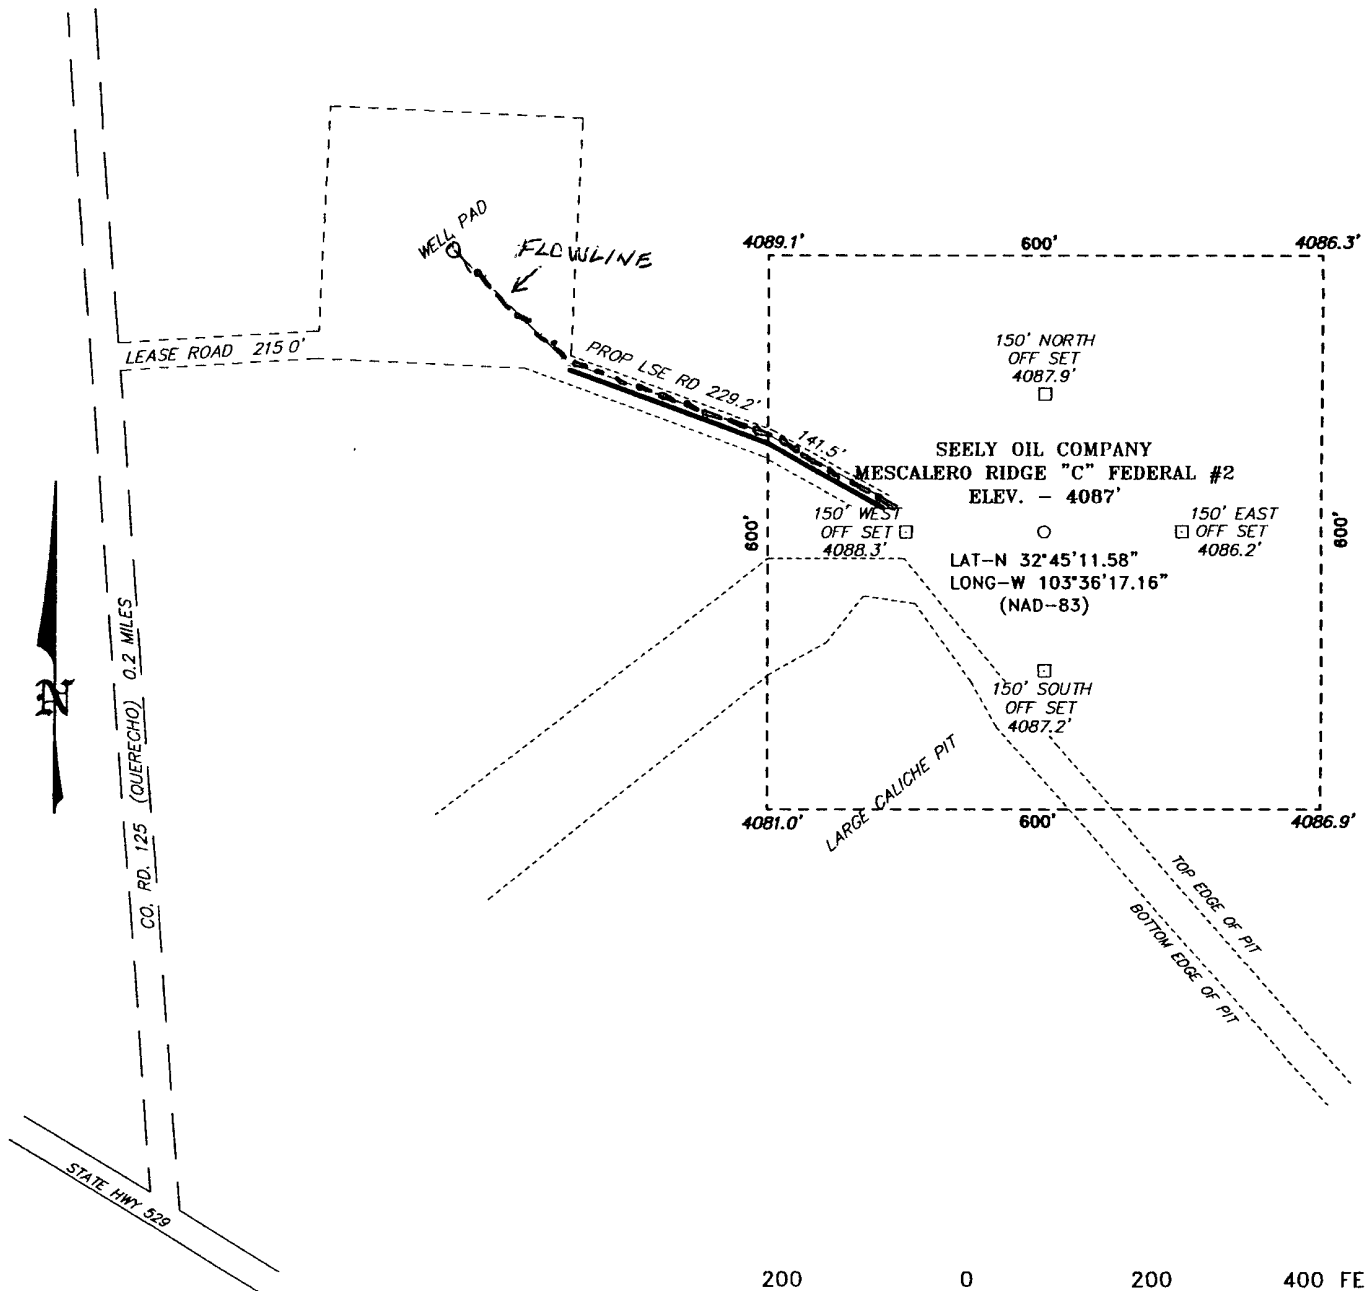 WELL PAD
FLOWLINE
LEASE ROAD 215 0'
PROP LSE RD 229.2'
141.5'
4089.1'
600'
4086.3'
150' NORTH
OFF SET
4087.9'
SEELY OIL COMPANY
MESCALERO RIDGE "C" FEDERAL #2
ELEV. - 4087'
150' WEST
OFF SET
4088.3'
150' EAST
OFF SET
4086.2'
600'
600'
LAT-N 32°45'11.58"
LONG-W 103°36'17.16"
(NAD-83)
150' SOUTH
OFF SET
4087.2'
4081.0'
600'
4086.9'
LARGE CALICHE PIT
TOP EDGE OF PIT
BOTTOM EDGE OF PIT
N
CO. RD. 125 (QUERECHO) 0.2 MILES
STATE HWY 529
200 0 200 400 FE